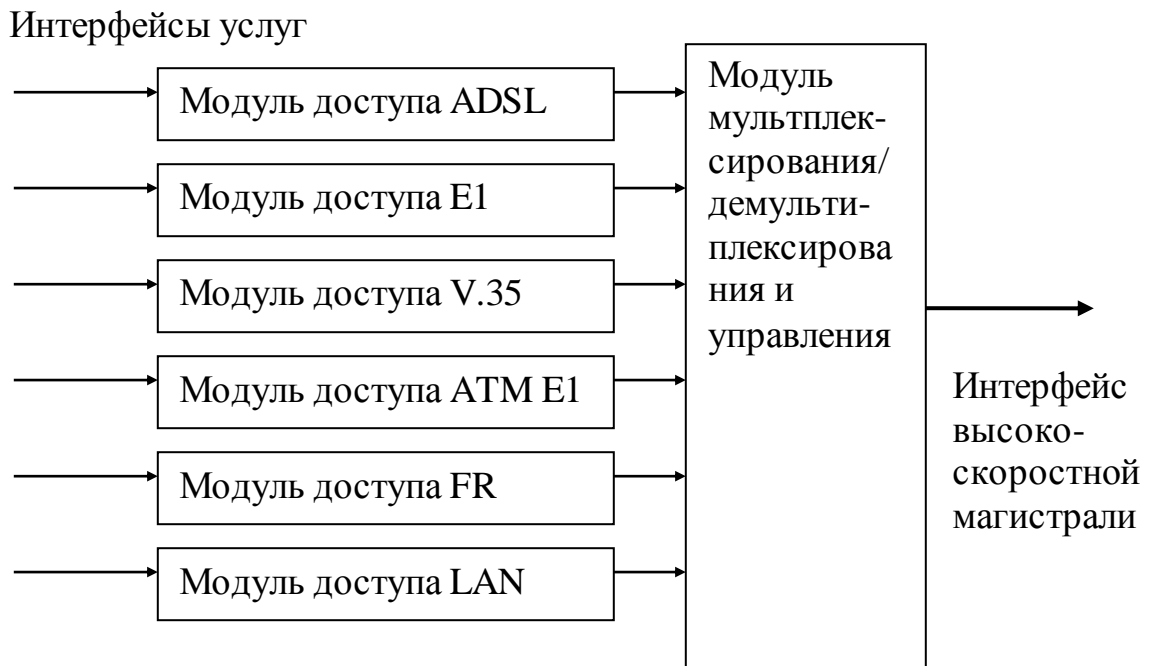 Интерфейсы услуг
Модуль доступа ADSL
Модуль доступа E1
Модуль доступа V.35
Модуль доступа ATM E1
Модуль доступа FR
Модуль доступа LAN
Модуль
мультплек-
сирования/
демульти-
плексирова
ния и
управления
Интерфейс
высоко-
скоростной
магистрали